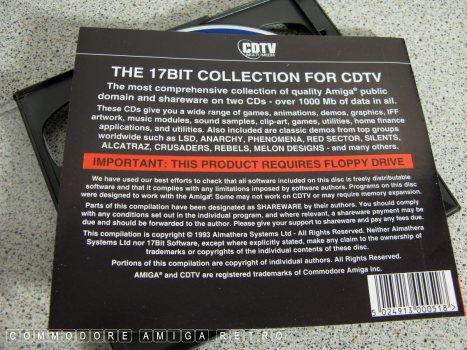 CDTV
MULTI-MEDIA
THE 17BIT COLLECTION FOR CDTV
The most comprehensive collection of quality Amiga® public
domain and shareware on two CDs - over 1000 Mb of data in all.
These CDs give you a wide range of games, animations, demos, graphics, IFF
artwork, music modules, sound samples, clip-art, games, utilities, home finance
applications, and utilities. Also included are classic demos from top groups
worldwide such as LSD, ANARCHY, PHENOMENA, RED SECTOR, SILENTS,
ALCATRAZ, CRUSADERS, REBELS, MELON DESIGNS - and many others.
IMPORTANT: THIS PRODUCT REQUIRES FLOPPY DRIVE
We have used our best efforts to check that all software included on this disc is freely distributable
software and that it complies with any limitations imposed by software authors. Programs on this disc
were designed to work with the Amiga®. Some may not work on CDTV or may require memory expansion.
Parts of this compilation have been designated as SHAREWARE by their authors. You should comply
with any conditions set out in the individual program, and where relevant, a shareware payment may be
due and should be forwarded to the author. Please give your support to shareware and pay any fees due.
This compilation is copyright © 1993 Almathera Systems Ltd - All Rights Reserved. Neither Almathera
Systems Ltd nor 17Bit Software, except where explicitly stated, make any claim to the ownership of
trademarks or copyrights of the individual contents of these disc.
Portions of this compilation are copyright of individual authors. All Rights Reserved.
AMIGA® and CDTV are registered trademarks of Commodore Amiga Inc.
5 024913 000518
COMMODORE AMIGA RETRO